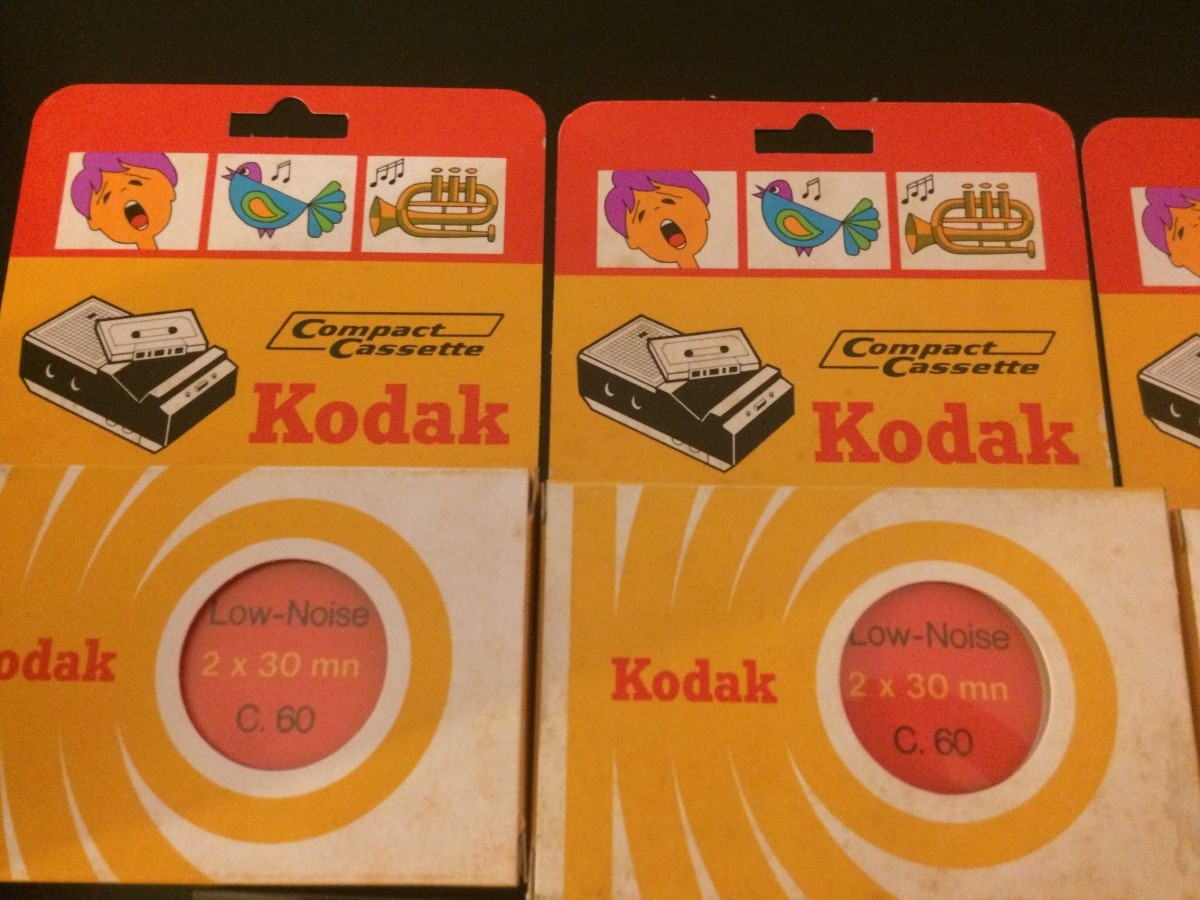 Compact
Cassette
Kodak
odak
Low-Noise
2 x 30 mn
C. 60
Compact
Cassette
Kodak
Kodak
Low-Noise
2 x 30 mn
C. 60